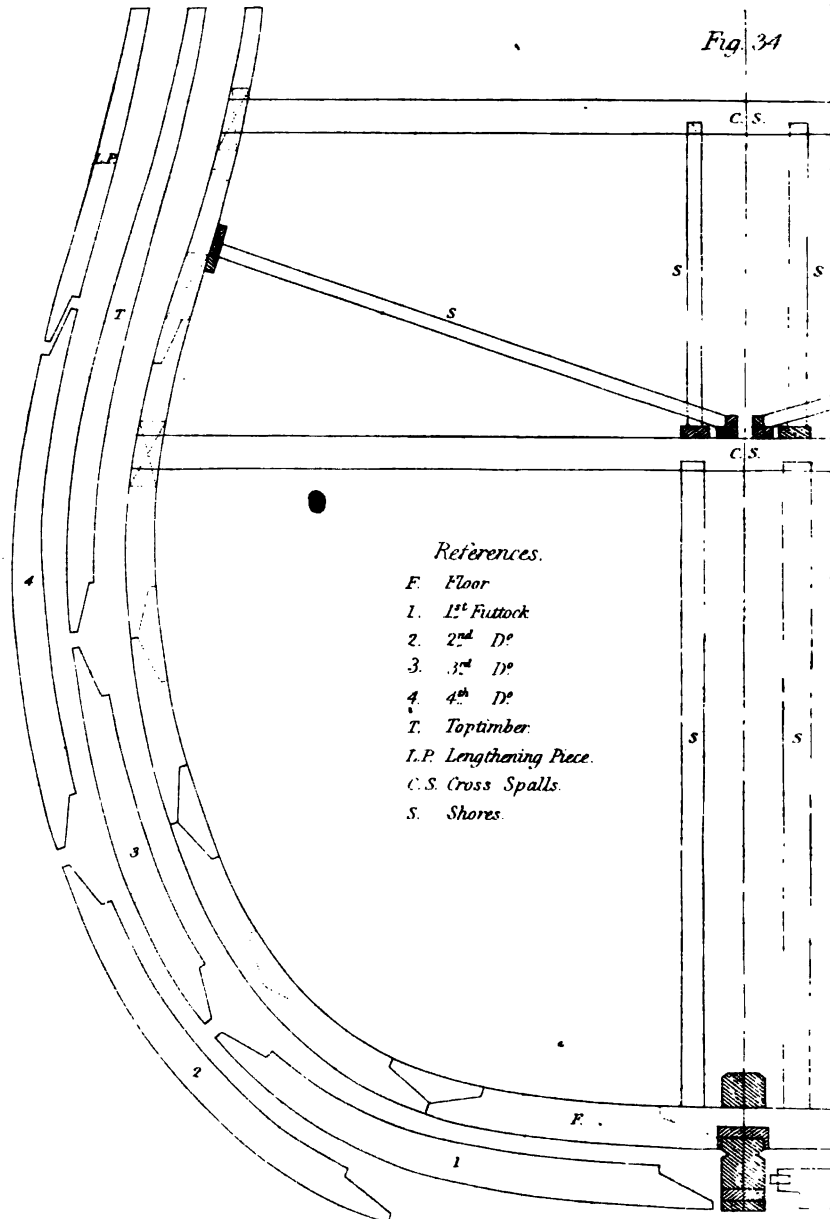 Fig. 34
C. S.
L.P.
S
S
S
T
C. S.
4
References.
F. Floor
1. 1st Futtock
2. 2nd Do
3. 3rd Do
4. 4th Do
T. Toptimber.
L.P. Lengthening Piece.
C.S. Cross Spalls.
S. Shores.
S
S
3
2
F.
1